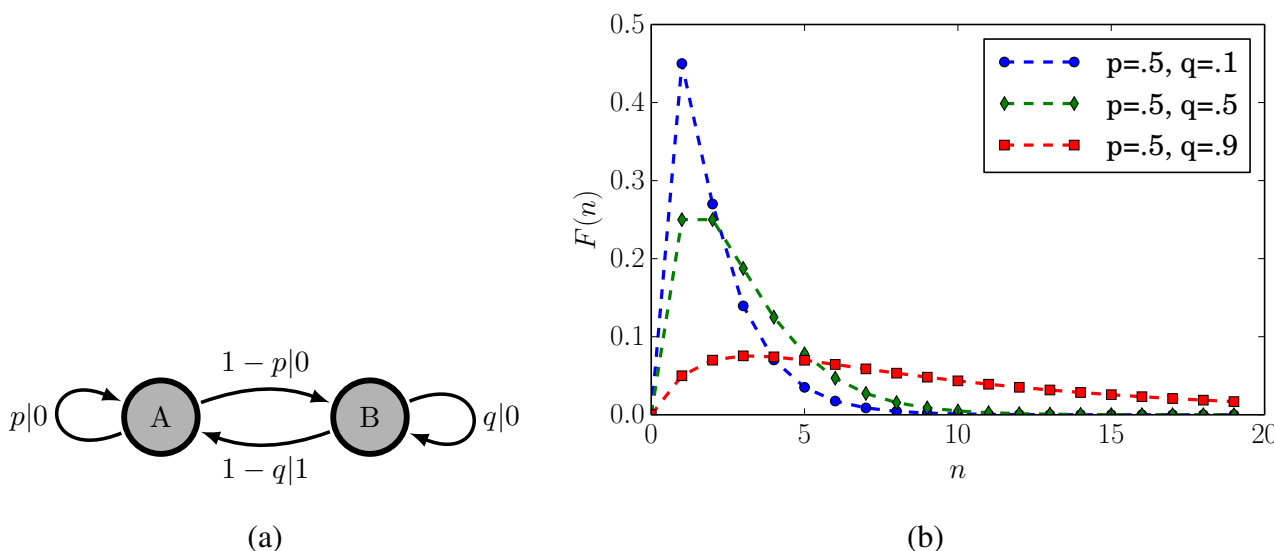 1 − p|0
p|0
A
B
q|0
1 − q|1
(a)
0.5
0.4
0.3
0.2
0.1
0.0
F(n)
0
5
10
15
20
n
p=.5, q=.1
p=.5, q=.5
p=.5, q=.9
(b)